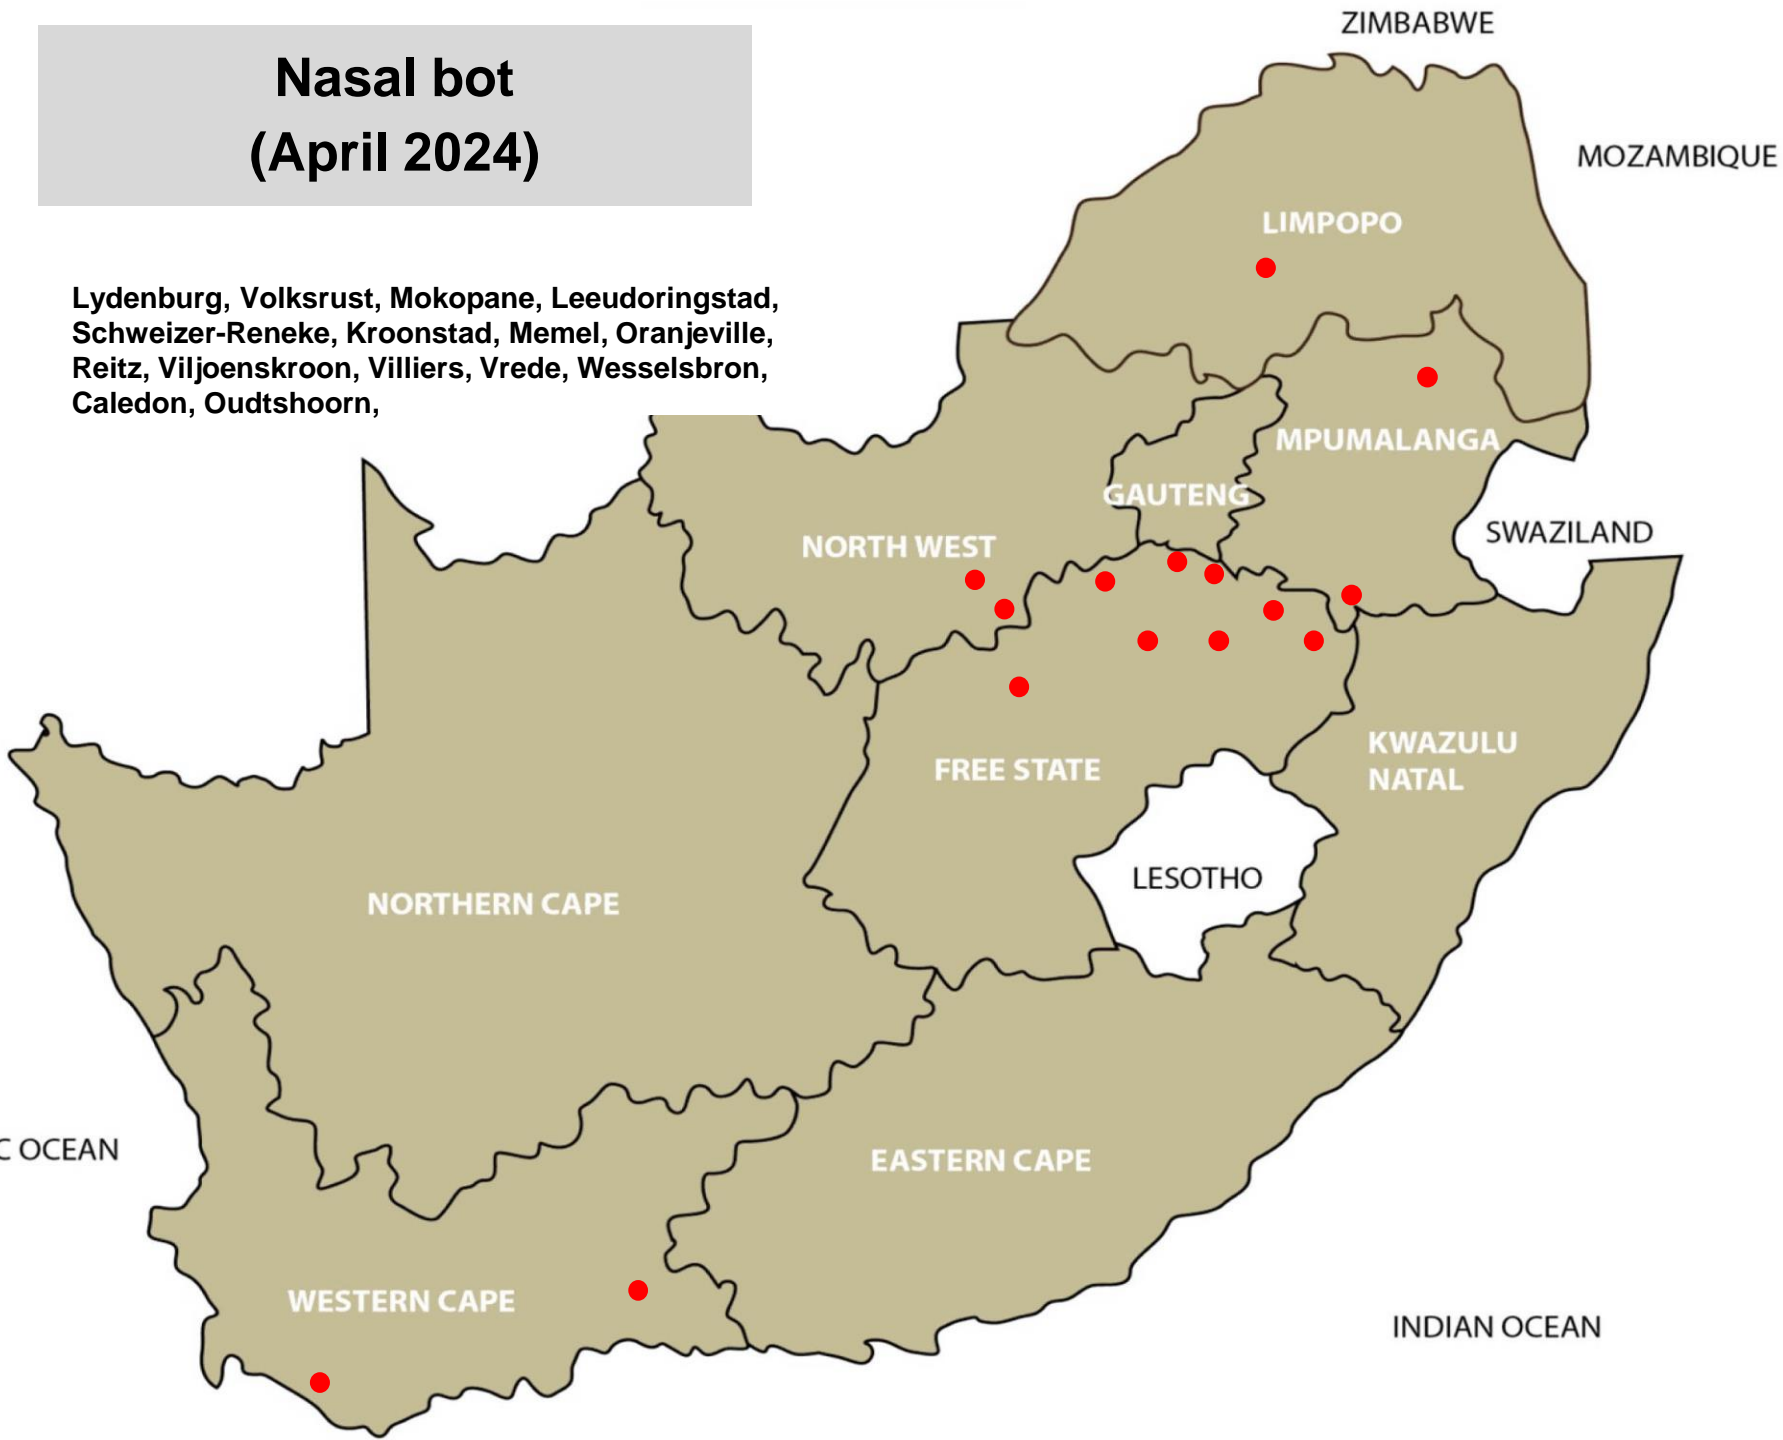 Nasal bot
(April 2024)
Lydenburg, Volksrust, Mokopane, Leeudoringstad,
Schweizer-Reneke, Kroonstad, Memel, Oranjeville,
Reitz, Viljoenskroon, Villiers, Vrede, Wesselsbron,
Caledon, Oudtshoorn,
ZIMBABWE
MOZAMBIQUE
LIMPOPO
MPUMALANGA
GAUTENG
SWAZILAND
NORTH WEST
KWAZULU
NATAL
FREE STATE
LESOTHO
NORTHERN CAPE
C OCEAN
EASTERN CAPE
WESTERN CAPE
INDIAN OCEAN